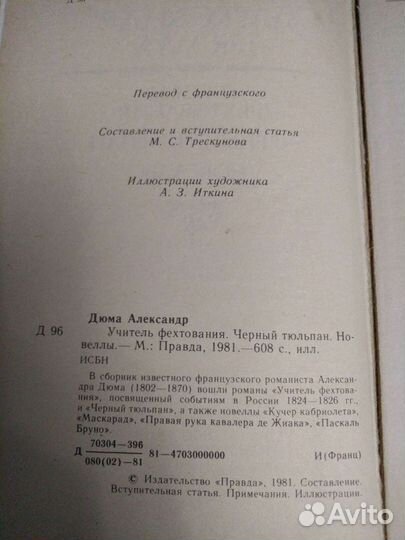 Перевод с французского
Составление и вступительная статья
М. С. Трескунова
Иллюстрации художника
А. З. Иткина
Дюма Александр
Д 96
Учитель фехтования. Черный тюльпан. Но-
веллы.— М.: Правда, 1981.—608 с., илл.
ИСБН
В сборник известного французского романиста Александ-
ра Дюма (1802—1870) вошли романы «Учитель фехтова-
ния», посвященный событиям в России 1824—1826 гг.,
и «Черный тюльпан», а также новеллы «Кучер кабриолета»,
«Маскарад», «Правая рука кавалера де Жиака», «Паскаль
Бруно».
70304—396
Д 81—4703000000 И(Франц)
080(02)—81
© Издательство «Правда», 1981. Составление.
Вступительная статья. Примечания. Иллюстрации.
Avito